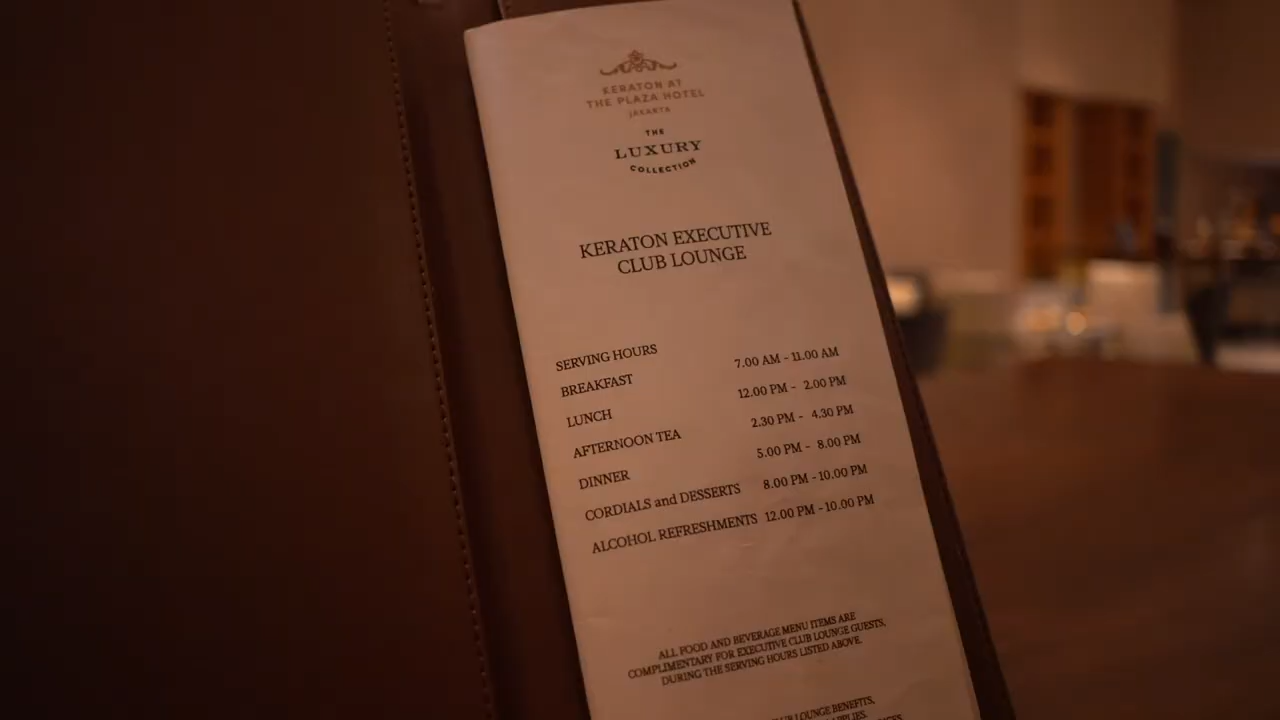 KERATON AT
THE PLAZA HOTEL
JAKARTA
THE
LUXURY
COLLECTION
KERATON EXECUTIVE
CLUB LOUNGE
SERVING HOURS
BREAKFAST 7.00 AM - 11.00 AM
LUNCH 12.00 PM - 2.00 PM
AFTERNOON TEA 2.30 PM - 4.30 PM
DINNER 5.00 PM - 8.00 PM
CORDIALS and DESSERTS 8.00 PM - 10.00 PM
ALCOHOL REFRESHMENTS 12.00 PM - 10.00 PM
ALL FOOD AND BEVERAGE MENU ITEMS ARE
COMPLIMENTARY FOR EXECUTIVE CLUB LOUNGE GUESTS,
DURING THE SERVING HOURS LISTED ABOVE.
LOUNGE BENEFITS,